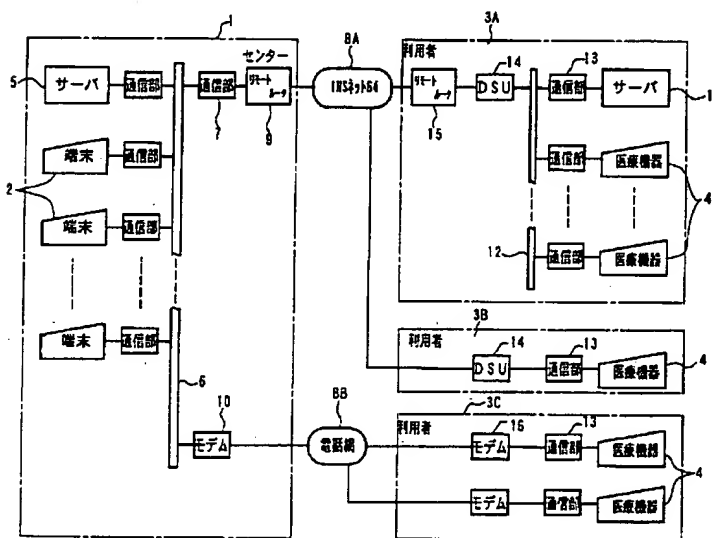 1
センター
5
サーバ
通信部
通信部
7
リモート
ルータ
9
2
端末
通信部
端末
通信部
端末
通信部
6
10
モデム
8A
INSネット64
8B
電話網
3A
利用者
リモート
ルータ
15
14
DSU
13
通信部
サーバ
1
通信部
医療機器
4
12
通信部
医療機器
3B
利用者
14
DSU
13
通信部
医療機器
4
3C
利用者
16
モデム
13
通信部
医療機器
4
モデム
通信部
医療機器